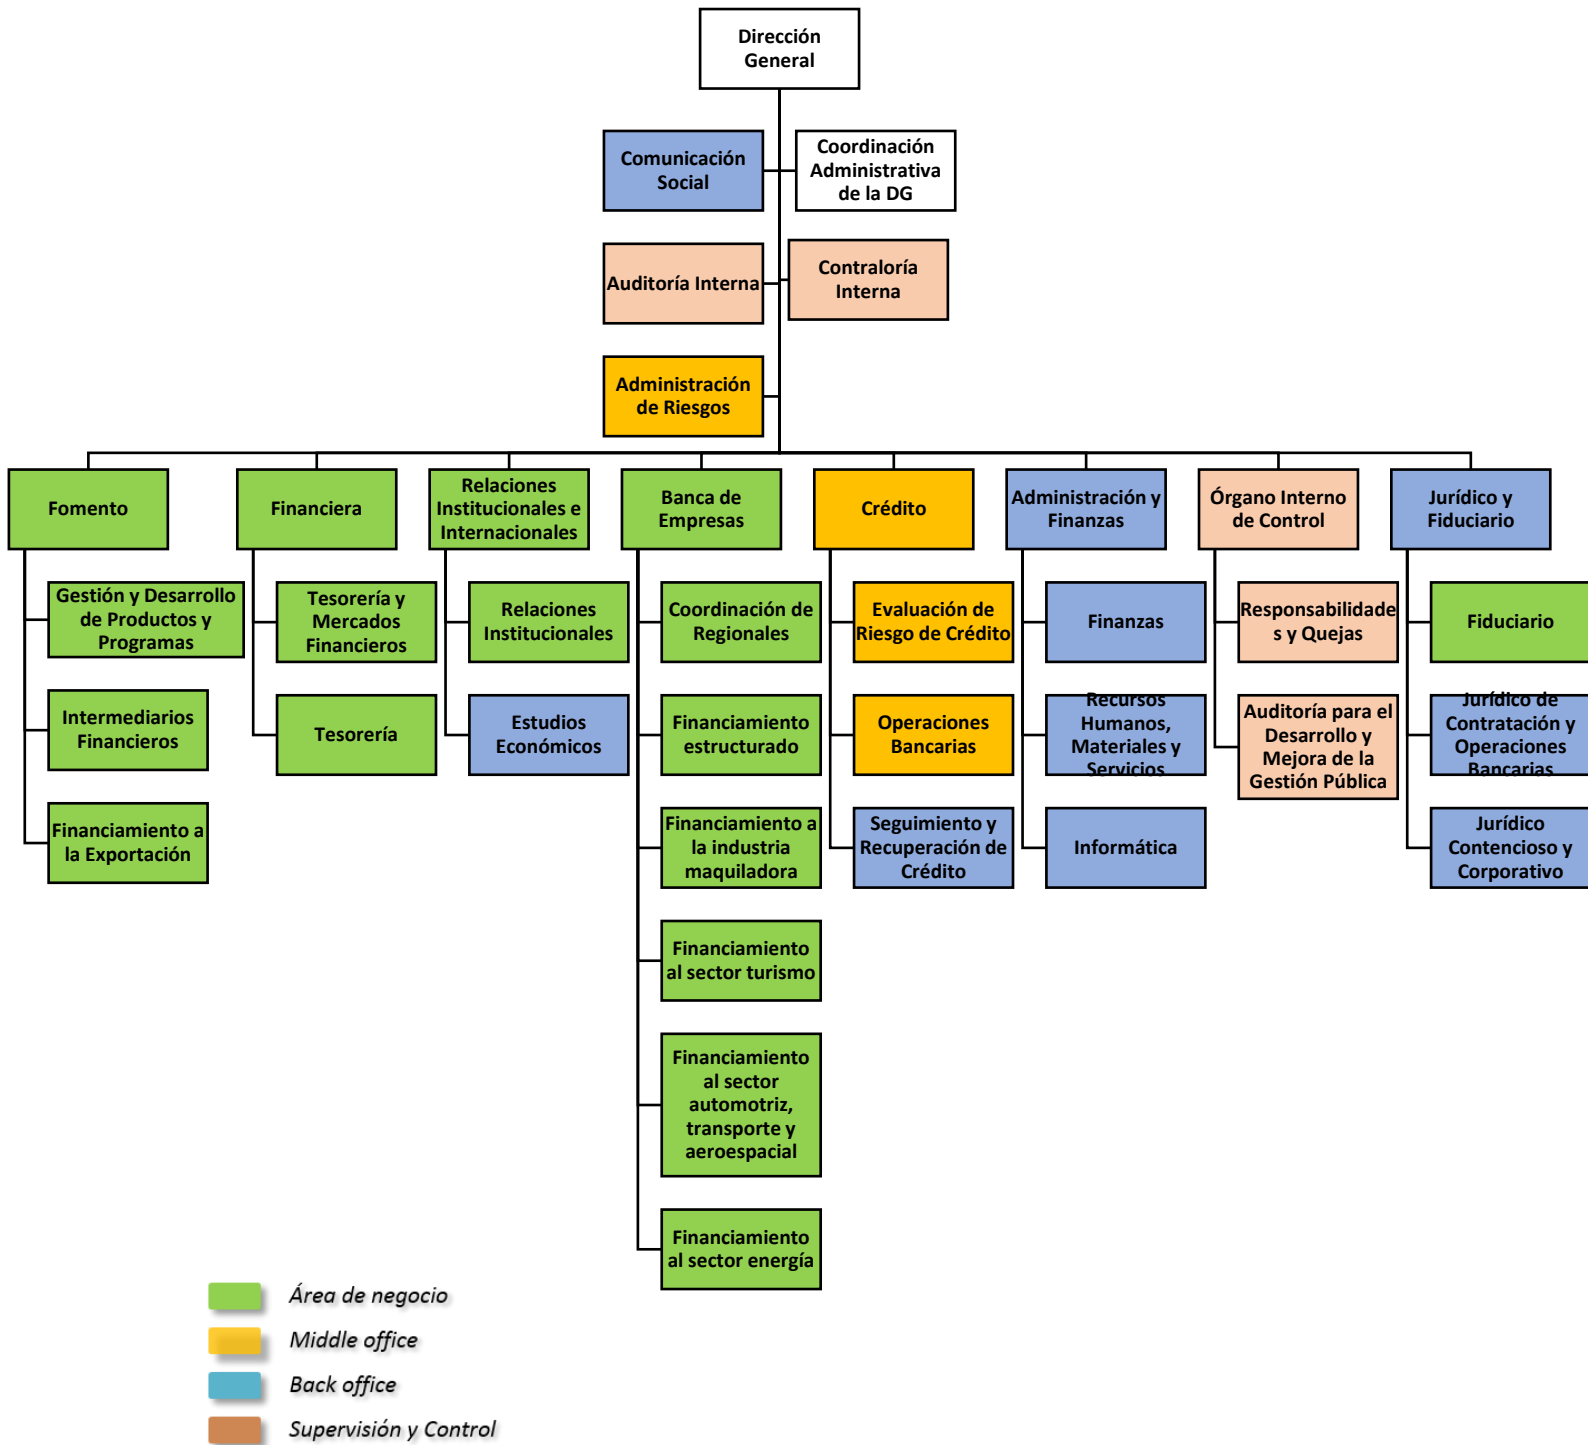 Dirección
General
Comunicación
Social
Coordinación
Administrativa
de la DG
Auditoría Interna
Contraloría
Interna
Administración
de Riesgos
Fomento
Financiera
Relaciones
Institucionales e
Internacionales
Banca de
Empresas
Crédito
Administración y
Finanzas
Órgano Interno
de Control
Jurídico y
Fiduciario
Gestión y Desarrollo
de Productos y
Programas
Tesorería y
Mercados
Financieros
Relaciones
Institucionales
Coordinación de
Regionales
Evaluación de
Riesgo de Crédito
Finanzas
Responsabilidade
s y Quejas
Fiduciario
Intermediarios
Financieros
Tesorería
Estudios
Económicos
Financiamiento
estructurado
Operaciones
Bancarias
Recursos
Humanos,
Materiales y
Servicios
Auditoría para el
Desarrollo y
Mejora de la
Gestión Pública
Jurídico de
Contratación y
Operaciones
Bancarias
Financiamiento a
la Exportación
Financiamiento a
la industria
maquiladora
Seguimiento y
Recuperación de
Crédito
Informática
Jurídico
Contencioso y
Corporativo
Financiamiento
al sector turismo
Financiamiento
al sector
automotriz,
transporte y
aeroespacial
Financiamiento
al sector energía
Área de negocio
Middle office
Back office
Supervisión y Control